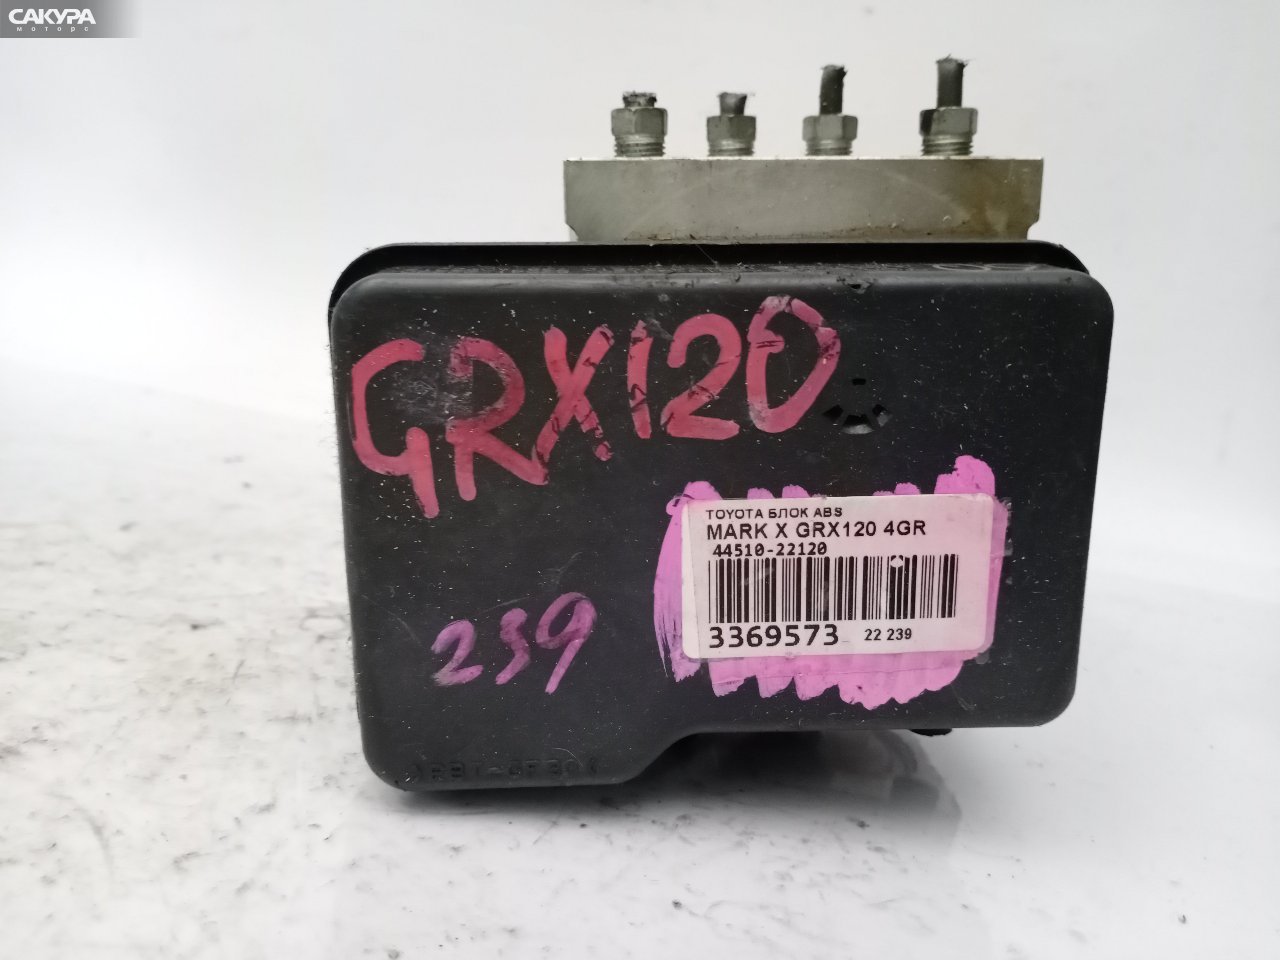 САКУРА
моторс
GRX120
TOYOTA БЛОК ABS
MARK X GRX120 4GR
44510-22120
3369573 22 239
239